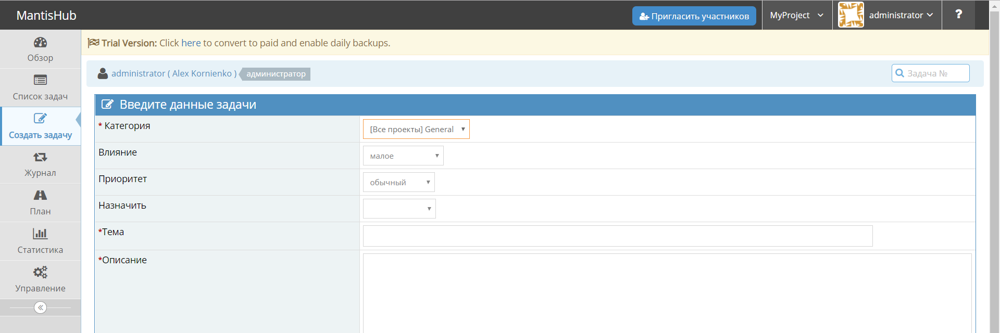 MantisHub
Пригласить участников
MyProject
administrator
?
Обзор
Список задач
Создать задачу
Журнал
План
Статистика
Управление
Trial Version: Click here to convert to paid and enable daily backups.
administrator ( Alex Kornienko ) администратор
Задача №
Введите данные задачи
* Категория [Все проекты] General
Влияние малое
Приоритет обычный
Назначить
*Тема
*Описание